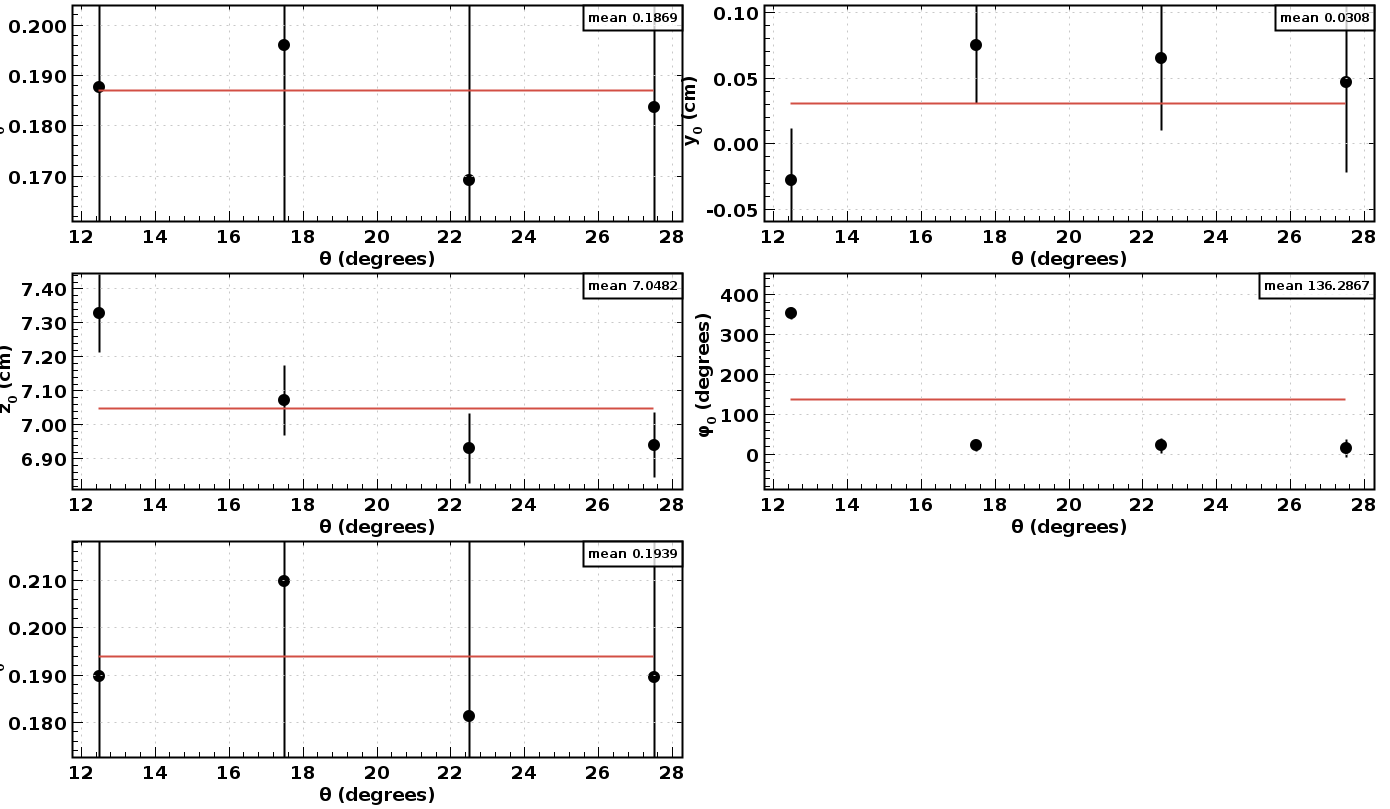 mean 0.1869
0.200
0.190
0.180
0.170
12 14 16 18 20 22 24 26 28
θ (degrees)
mean 0.0308
0.10
0.05
0.00
-0.05
y0 (cm)
12 14 16 18 20 22 24 26 28
θ (degrees)
mean 7.0482
7.40
7.30
7.20
7.10
7.00
6.90
z0 (cm)
12 14 16 18 20 22 24 26 28
θ (degrees)
mean 136.2867
400
300
200
100
0
φ0 (degrees)
12 14 16 18 20 22 24 26 28
θ (degrees)
mean 0.1939
0.210
0.200
0.190
0.180
12 14 16 18 20 22 24 26 28
θ (degrees)